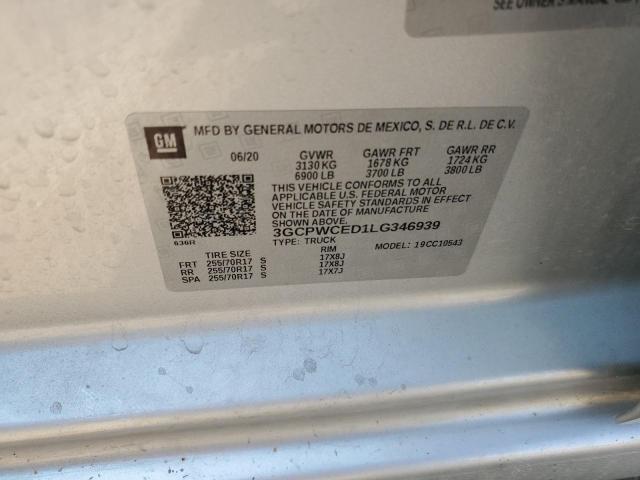 SEE OWNER'S MANUAL
GM
MFD BY GENERAL MOTORS DE MEXICO, S. DE R.L. DE C.V.
06/20 GVWR GAWR FRT GAWR RR
3130 KG 1678 KG 1724 KG
6900 LB 3700 LB 3800 LB
THIS VEHICLE CONFORMS TO ALL
APPLICABLE U.S. FEDERAL MOTOR
VEHICLE SAFETY STANDARDS IN EFFECT
ON THE DATE OF MANUFACTURE
SHOWN ABOVE.
3GCPWCED1LG346939
636R
TYPE: TRUCK MODEL: 19CC10543
TIRE SIZE RIM
FRT 255/70R17 S 17X8J
RR 255/70R17 S 17X8J
SPA 255/70R17 S 17X7J